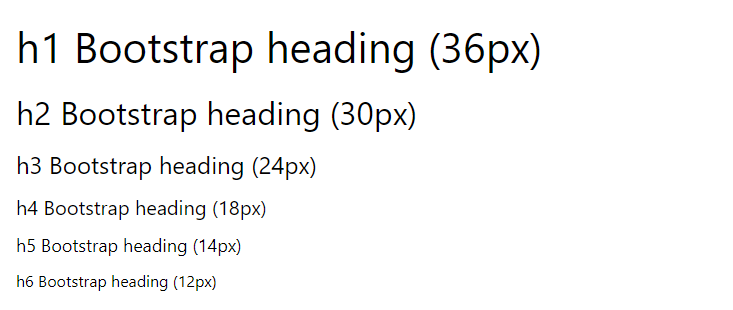 h1 Bootstrap heading (36px)
h2 Bootstrap heading (30px)
h3 Bootstrap heading (24px)
h4 Bootstrap heading (18px)
h5 Bootstrap heading (14px)
h6 Bootstrap heading (12px)